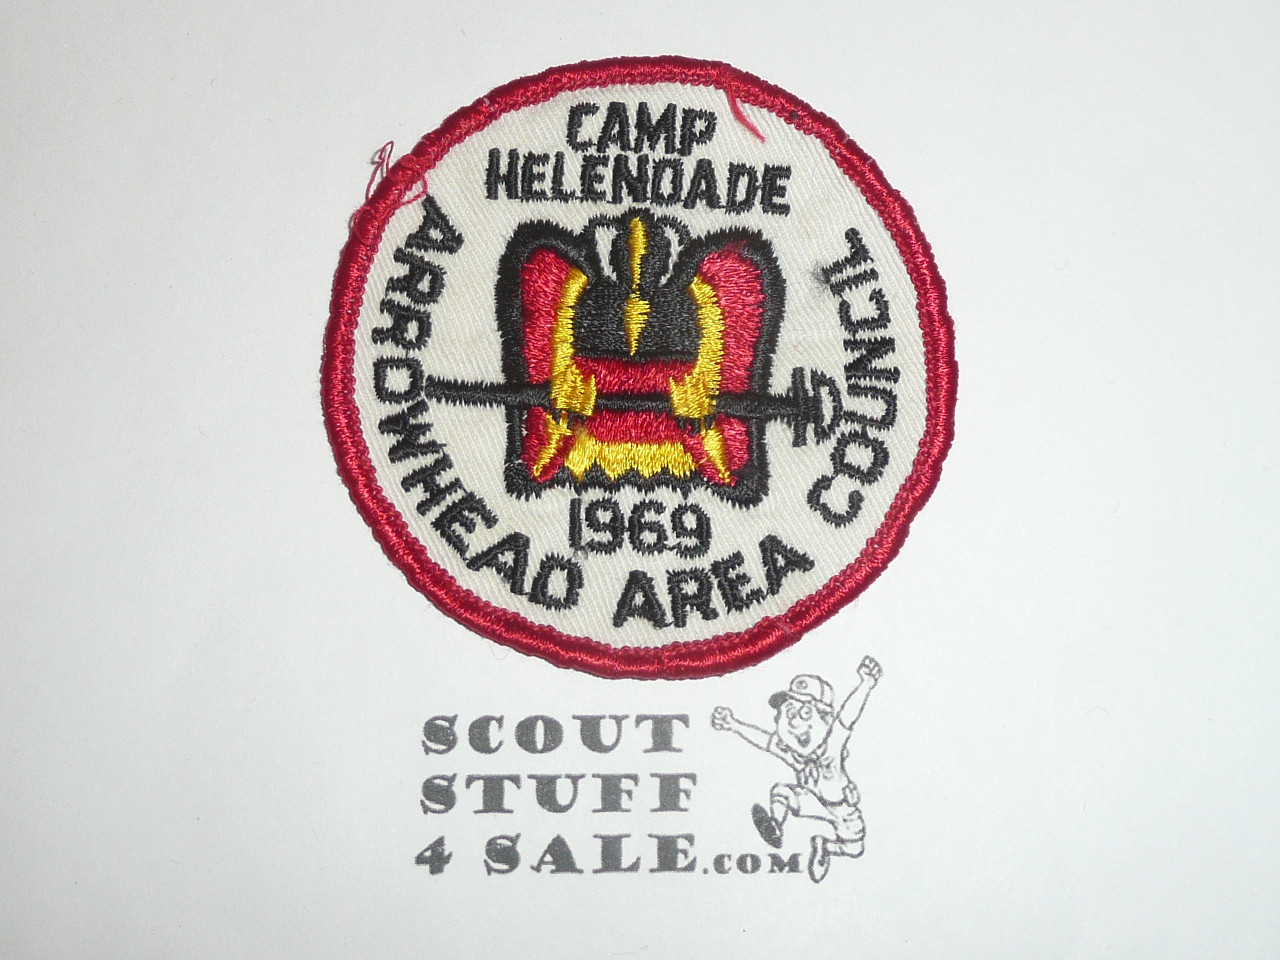 CAMP
HELENDADE
ARROWHEAD AREA COUNCIL
1969
SCOUT
STUFF
4 SALE.COM